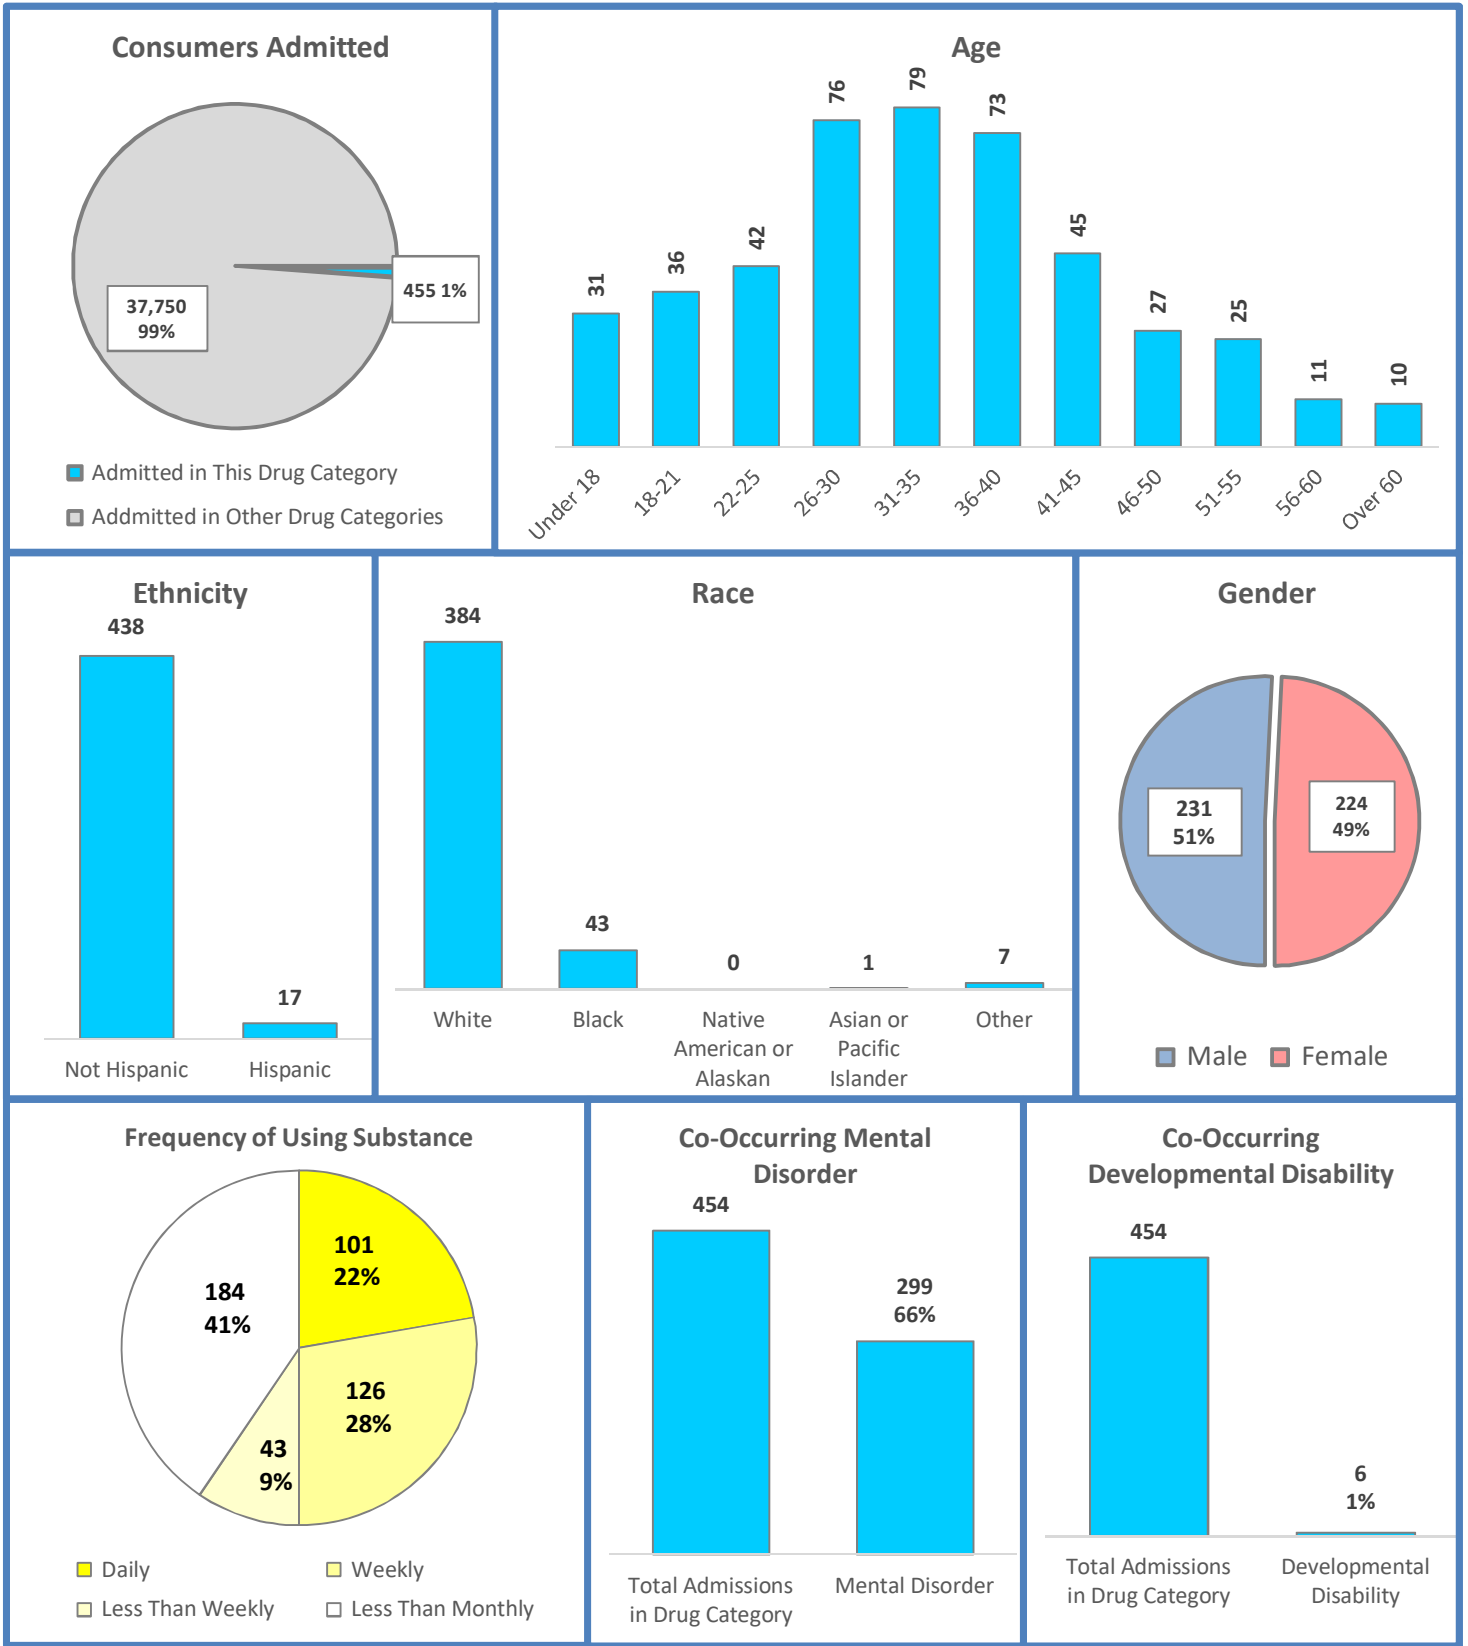 Consumers Admitted
37,750
99%
455 1%
Admitted in This Drug Category
Addmitted in Other Drug Categories
Age
31
36
42
76
79
73
45
27
25
11
10
Under 18
18-21
22-25
26-30
31-35
36-40
41-45
46-50
51-55
56-60
Over 60
Ethnicity
438
17
Not Hispanic
Hispanic
Race
384
43
0
1
7
White
Black
Native
American or
Alaskan
Asian or
Pacific
Islander
Other
Gender
231
51%
224
49%
Male
Female
Frequency of Using Substance
101
22%
184
41%
126
28%
43
9%
Daily
Weekly
Less Than Weekly
Less Than Monthly
Co-Occurring Mental
Disorder
454
299
66%
Total Admissions
in Drug Category
Mental Disorder
Co-Occurring
Developmental Disability
454
6
1%
Total Admissions
in Drug Category
Developmental
Disability